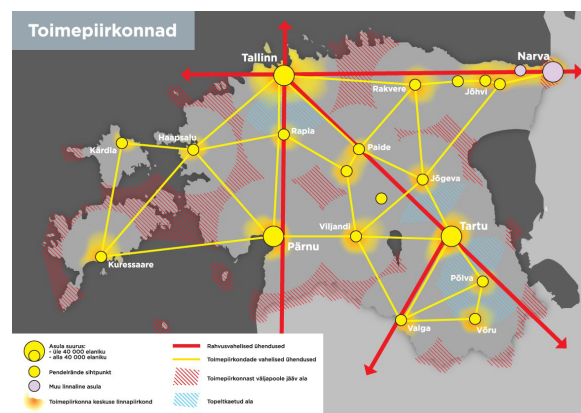 Toimepiirkonnad
Tallinn
Narva
Rakvere
Jõhvi
Haapsalu
Rapla
Kärdla
Paide
Jõgeva
Viljandi
Tartu
Pärnu
Kuressaare
Põlva
Valga
Võru
Asula suurus:
- üle 40 000 elaniku
- alla 40 000 elaniku
Pendelrände sihtpunkt
Muu linnaline asula
Toimepiirkonna keskuse linnapiirkond
Rahvusvahelised ühendused
Toimepiirkondade vahelised ühendused
Toimepiirkonnast väljapoole jääv ala
Topeltkaetud ala